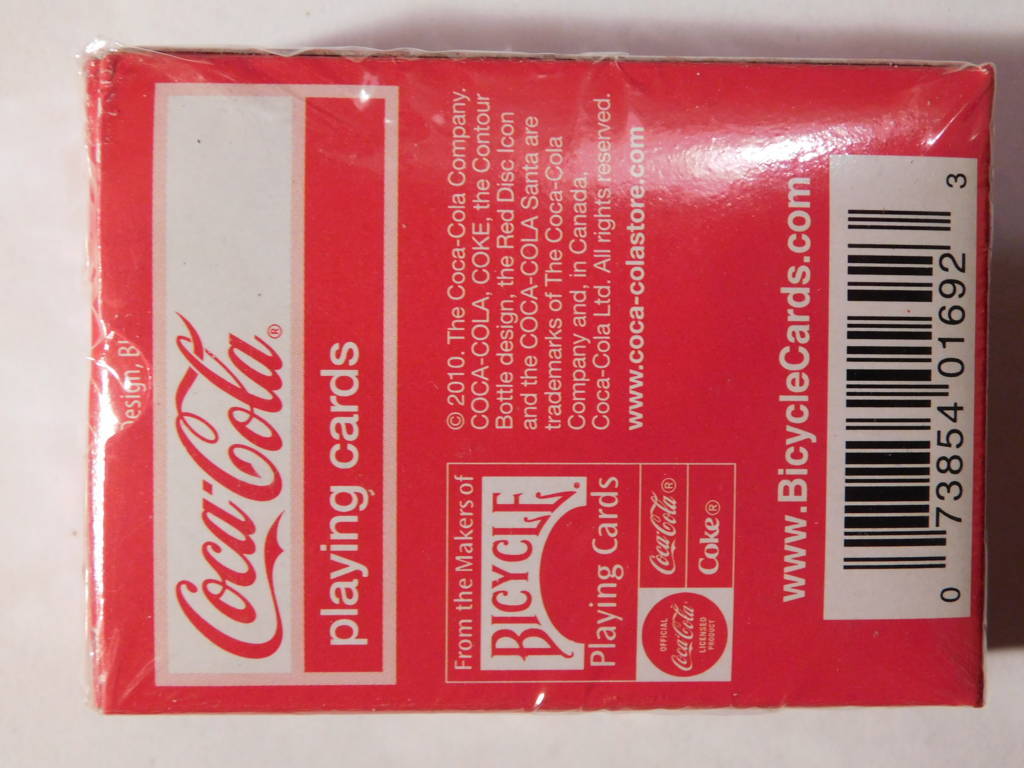 Design,
Coca-Cola®
playing cards
From the Makers of
BICYCLE®
Playing Cards
OFFICIAL
Coca-Cola
LICENSED
PRODUCT
Coca-Cola®
Coke®
© 2010. The Coca-Cola Company.
COCA-COLA, COKE, the Contour
Bottle design, the Red Disc Icon
and the COCA-COLA Santa are
trademarks of The Coca-Cola
Company and, in Canada,
Coca-Cola Ltd. All rights reserved.
www.coca-colastore.com
www.BicycleCards.com
0 73854 01692 3